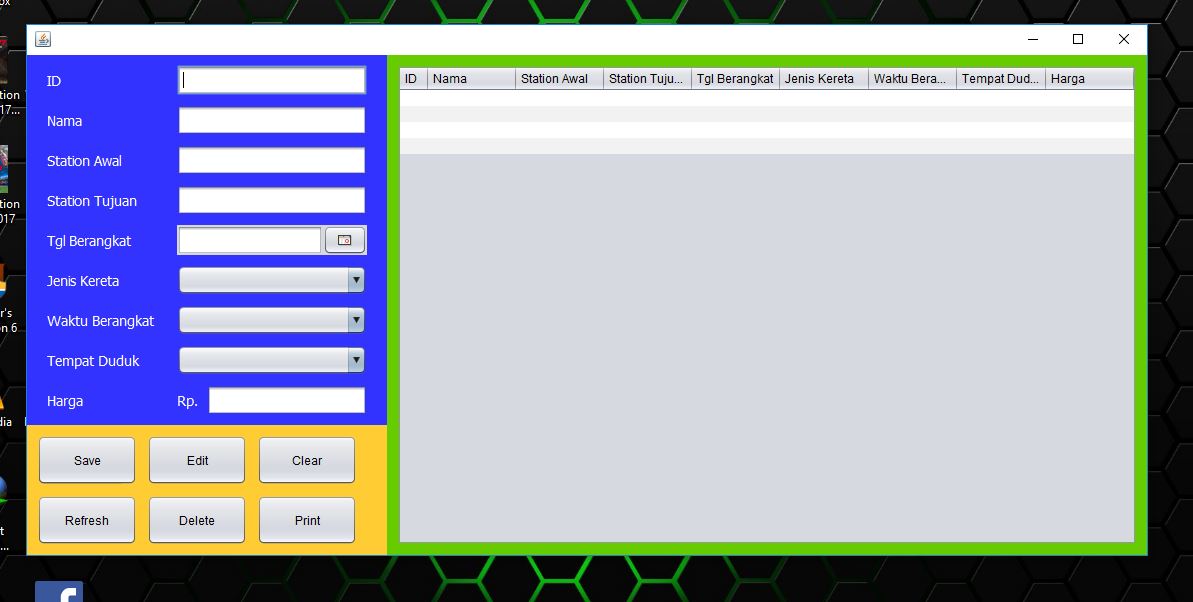 ox
ID
Nama
Station Awal
Station Tujuan
Tgl Berangkat
Jenis Kereta
Waktu Berangkat
Tempat Duduk
Harga Rp.
Save Edit Clear
Refresh Delete Print
ID Nama Station Awal Station Tuju... Tgl Berangkat Jenis Kereta Waktu Bera... Tempat Dud... Harga
tion
17...
tion
017
r's
on 6
dia
t
...
f